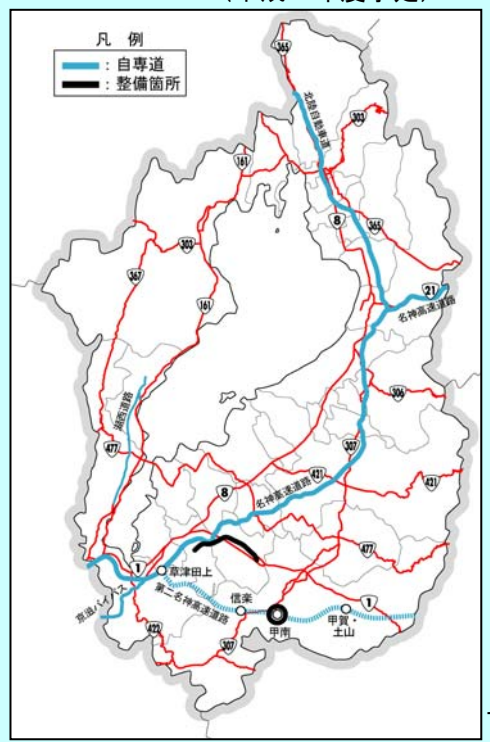 凡 例
: 自専道
: 整備箇所
365
北陸自動車道
303
161
8
365
303
367
161
21
名神高速道路
湖西道路
306
307
477
8
421
名神高速道路
421
477
1
草津田上
京滋バイパス
第二名神高速道路
信楽
甲南
甲賀・
土山
1
422
307